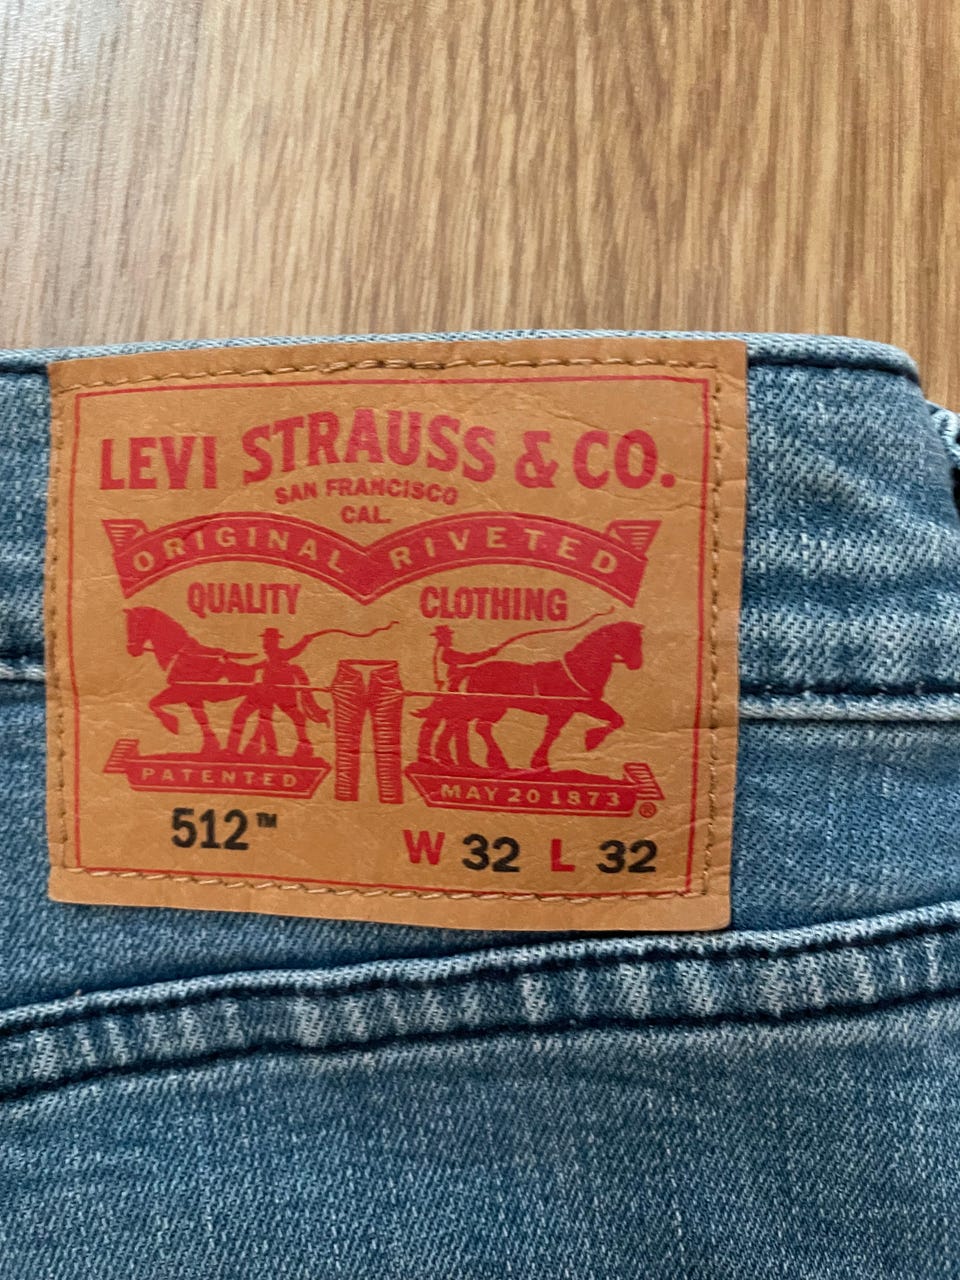 LEVI STRAUSS & CO.
SAN FRANCISCO
CAL.
ORIGINAL RIVETED
QUALITY CLOTHING
PATENTED MAY 20 1873 ®
512™ W 32 L 32